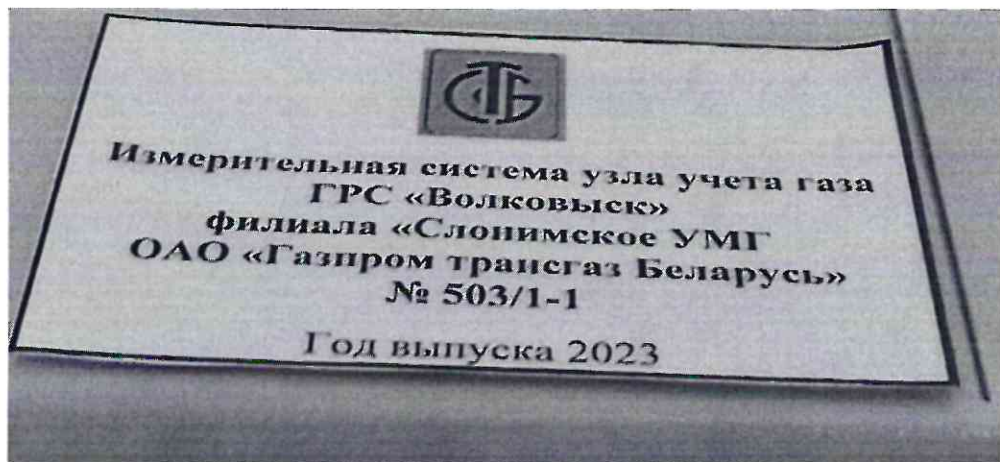 СТБ
Измерительная система узла учета газа
ГРС «Волковыск»
филиала «Слонимское УМГ
ОАО «Газпром трансгаз Беларусь»
№ 503/1-1
Год выпуска 2023